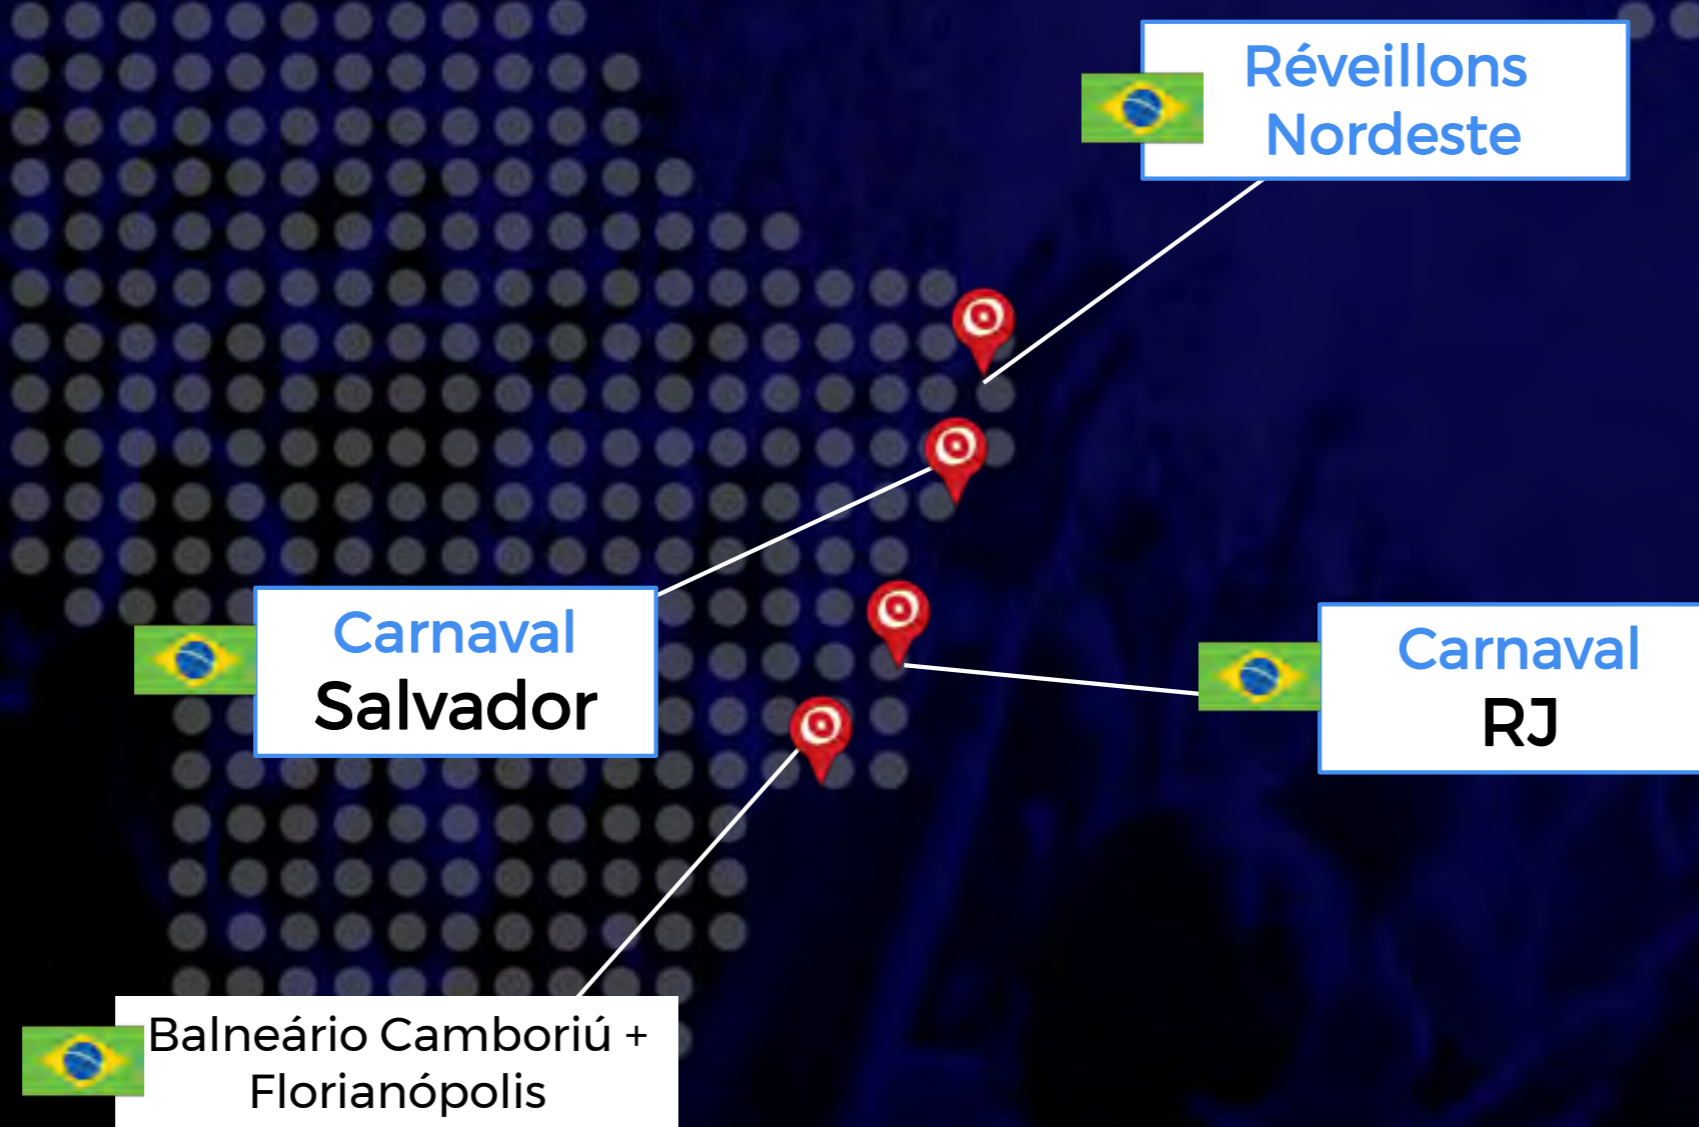 Réveillons
Nordeste
Carnaval
Salvador
Carnaval
RJ
Balneário Camboriú +
Florianópolis